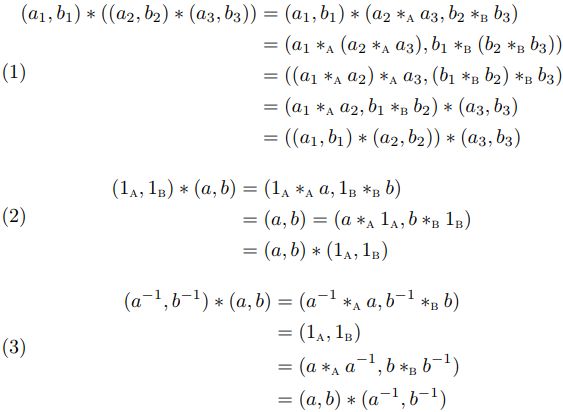 (a₁, b₁) ∗ ((a₂, b₂) ∗ (a₃, b₃)) = (a₁, b₁) ∗ (a₂ ∗_A a₃, b₂ ∗_B b₃)
= (a₁ ∗_A (a₂ ∗_A a₃), b₁ ∗_B (b₂ ∗_B b₃))
(1) = ((a₁ ∗_A a₂) ∗_A a₃, (b₁ ∗_B b₂) ∗_B b₃)
= (a₁ ∗_A a₂, b₁ ∗_B b₂) ∗ (a₃, b₃)
= ((a₁, b₁) ∗ (a₂, b₂)) ∗ (a₃, b₃)
(1_A, 1_B) ∗ (a, b) = (1_A ∗_A a, 1_B ∗_B b)
(2) = (a, b) = (a ∗_A 1_A, b ∗_B 1_B)
= (a, b) ∗ (1_A, 1_B)
(a⁻¹, b⁻¹) ∗ (a, b) = (a⁻¹ ∗_A a, b⁻¹ ∗_B b)
= (1_A, 1_B)
(3) = (a ∗_A a⁻¹, b ∗_B b⁻¹)
= (a, b) ∗ (a⁻¹, b⁻¹)